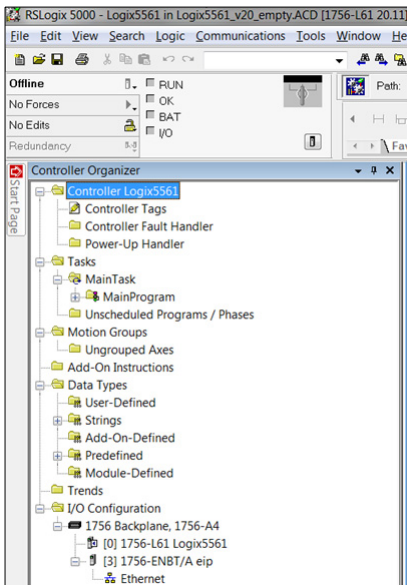 RSLogix 5000 - Logix5561 in Logix5561_v20_empty.ACD [1756-L61 20.11]
File Edit View Search Logic Communications Tools Window He
Offline
RUN
No Forces
OK
No Edits
BAT
Redundancy
I/O
Path:
Fav
Start Page
Controller Organizer
Controller Logix5561
Controller Tags
Controller Fault Handler
Power-Up Handler
Tasks
MainTask
MainProgram
Unscheduled Programs / Phases
Motion Groups
Ungrouped Axes
Add-On Instructions
Data Types
User-Defined
Strings
Add-On-Defined
Predefined
Module-Defined
Trends
I/O Configuration
1756 Backplane, 1756-A4
[0] 1756-L61 Logix5561
[3] 1756-ENBT/A eip
Ethernet